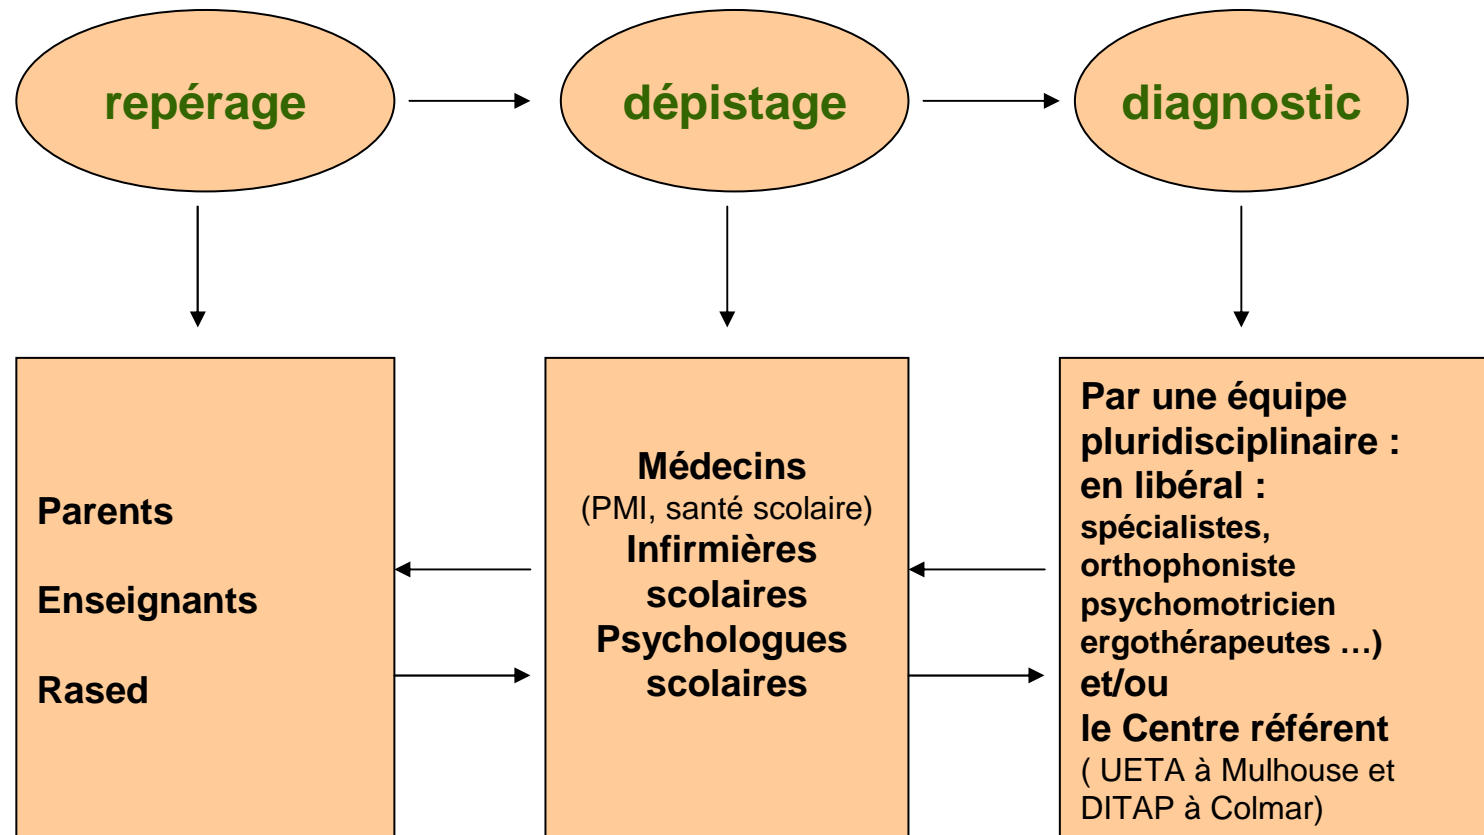 repérage
dépistage
diagnostic
Parents
Enseignants
Rased
Médecins
(PMI, santé scolaire)
Infirmières
scolaires
Psychologues
scolaires
Par une équipe
pluridisciplinaire :
en libéral :
spécialistes,
orthophoniste
psychomotricien
ergothérapeutes …)
et/ou
le Centre référent
( UETA à Mulhouse et
DITAP à Colmar)